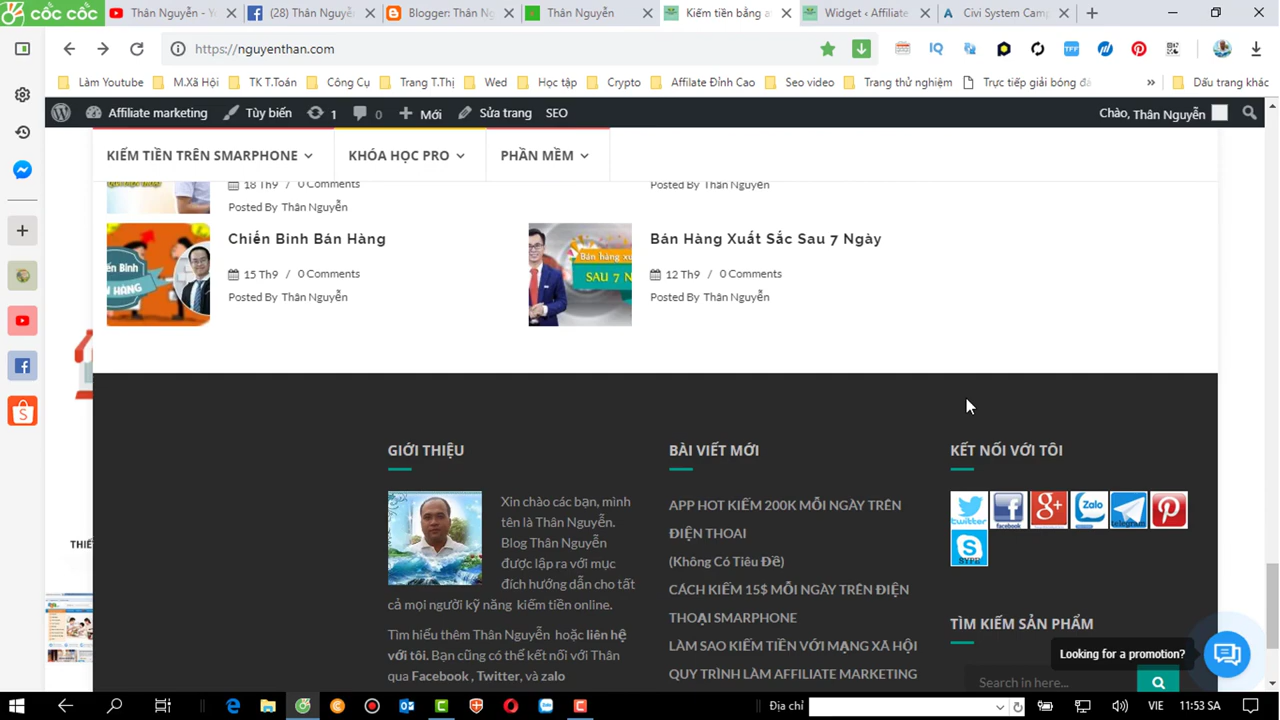 cốc cốc
Thân Nguyễn - Y
(28) Thân Nguyễ
Blogger: Thâng
Thân Nguyễn
Kiếm tiền bằng a
Widget ‹ Affiliate
Civi System Cam
https://nguyenthan.com
IQ
TFF
Làm Youtube
M.Xã Hội
TK T.Toán
Công Cụ
Trang T.Thị
Wed
Học tập
Crypto
Affilate Đỉnh Cao
Seo video
Trang thử nghiệm
Trực tiếp giải bóng đá
»
Dấu trang khác
Affiliate marketing
Tùy biến
1
0
Mới
Sửa trang
SEO
Chào, Thân Nguyễn
KIẾM TIỀN TRÊN SMARPHONE
KHÓA HỌC PRO
PHẦN MỀM
18 Th9 / 0 Comments
Posted By Thân Nguyễn
Posted By Thân Nguyễn
Chiến Binh Bán Hàng
15 Th9 / 0 Comments
Posted By Thân Nguyễn
Bán Hàng Xuất Sắc Sau 7 Ngày
12 Th9 / 0 Comments
Posted By Thân Nguyễn
GIỚI THIỆU
Xin chào các bạn, mình
tên là Thân Nguyễn.
Blog Thân Nguyễn
được lập ra với mục
đích hướng dẫn cho tất
cả mọi người kỹ năng kiếm tiền online.
Tìm hiểu thêm Thân Nguyễn hoặc liên hệ
với tôi. Bạn cũng có thể kết nối với Thân
qua Facebook , Twitter, và zalo
BÀI VIẾT MỚI
APP HOT KIẾM 200K MỖI NGÀY TRÊN
ĐIỆN THOẠI
(Không Có Tiêu Đề)
CÁCH KIẾM 15$ MỖI NGÀY TRÊN ĐIỆN
THOẠI SMARPHONE
LÀM SAO KIẾM TIỀN VỚI MẠNG XÃ HỘI
QUY TRÌNH LÀM AFFILIATE MARKETING
KẾT NỐI VỚI TÔI
twitter
facebook
g+
Zalo
telegram
SYPE
TÌM KIẾM SẢN PHẨM
Looking for a promotion?
Search in here...
THIẾ
Địa chỉ
VIE
11:53 SA